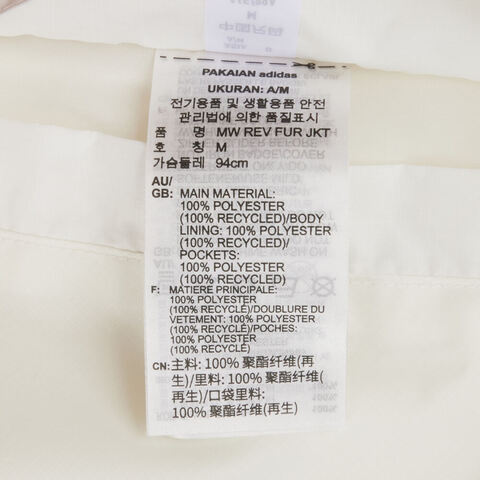 PAKAIAN adidas
UKURAN: A/M
전기용품 및 생활용품 안전
관리법에 의한 품질표시
품 명 MW REV FUR JKT
호 칭 M
가슴둘레 94cm
AU/
GB: MAIN MATERIAL:
100% POLYESTER
(100% RECYCLED)/BODY
LINING: 100% POLYESTER
(100% RECYCLED)/
POCKETS:
100% POLYESTER
(100% RECYCLED)
F: MATIERE PRINCIPALE:
100% POLYESTER
(100% RECYCLÉ)/DOUBLURE DU
VETEMENT: 100% POLYESTER
(100% RECYCLÉ)/POCHES:
100% POLYESTER
(100% RECYCLÉ)
CN: 主料: 100% 聚酯纤维(再
生)/里料: 100% 聚酯纤维(
再生)/口袋里料:
100% 聚酯纤维(再生)